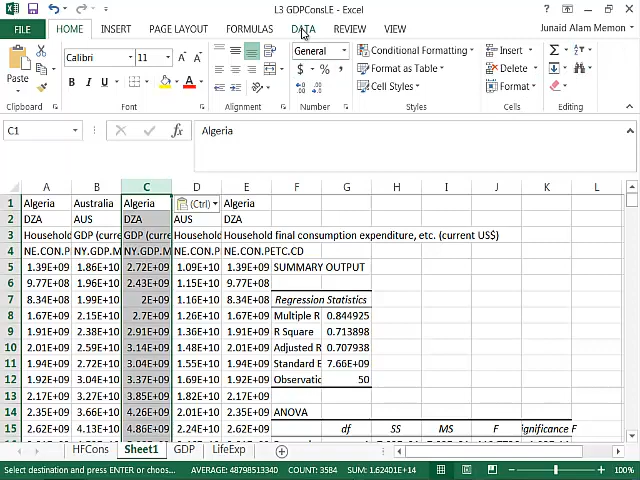 L3 GDPConsLE - Excel
FILE HOME INSERT PAGE LAYOUT FORMULAS DATA REVIEW VIEW Junaid Alam Memon
Paste
Calibri 11
B I U
General
$ % ,
Conditional Formatting
Format as Table
Cell Styles
Insert
Delete
Format
Clipboard Font Alignment Number Styles Cells Editing
C1 fx Algeria
A B C D E F G H I J K L
1 Algeria Australia Algeria (Ctrl) Algeria
2 DZA AUS DZA AUS DZA
3 Household GDP (curre GDP (curre Household Household final consumption expenditure, etc. (current US$)
4 NE.CON.P NY.GDP.M NY.GDP.M NE.CON.P NE.CON.PETC.CD
5 1.39E+09 1.86E+10 2.72E+09 1.09E+10 1.39E+09 SUMMARY OUTPUT
6 9.77E+08 1.96E+10 2.43E+09 1.15E+10 9.77E+08
7 8.34E+08 1.99E+10 2E+09 1.16E+10 8.34E+08 Regression Statistics
8 1.67E+09 2.15E+10 2.7E+09 1.26E+10 1.67E+09 Multiple R 0.844925
9 1.91E+09 2.38E+10 2.91E+09 1.36E+10 1.91E+09 R Square 0.713898
10 2.01E+09 2.59E+10 3.14E+09 1.44E+10 2.01E+09 Adjusted R 0.707938
11 1.94E+09 2.72E+10 3.04E+09 1.55E+10 1.94E+09 Standard E 7.66E+09
12 1.92E+09 3.04E+10 3.37E+09 1.69E+10 1.92E+09 Observatio 50
13 2.17E+09 3.27E+10 3.85E+09 1.82E+10 2.17E+09
14 2.35E+09 3.66E+10 4.26E+09 2.01E+10 2.35E+09 ANOVA
15 2.62E+09 4.13E+10 4.86E+09 2.24E+10 2.62E+09 df SS MS F ignificance F
HFCons Sheet1 GDP LifeExp
Select destination and press ENTER or choos... AVERAGE: 48798513340 COUNT: 3584 SUM: 1.62401E+14 100%